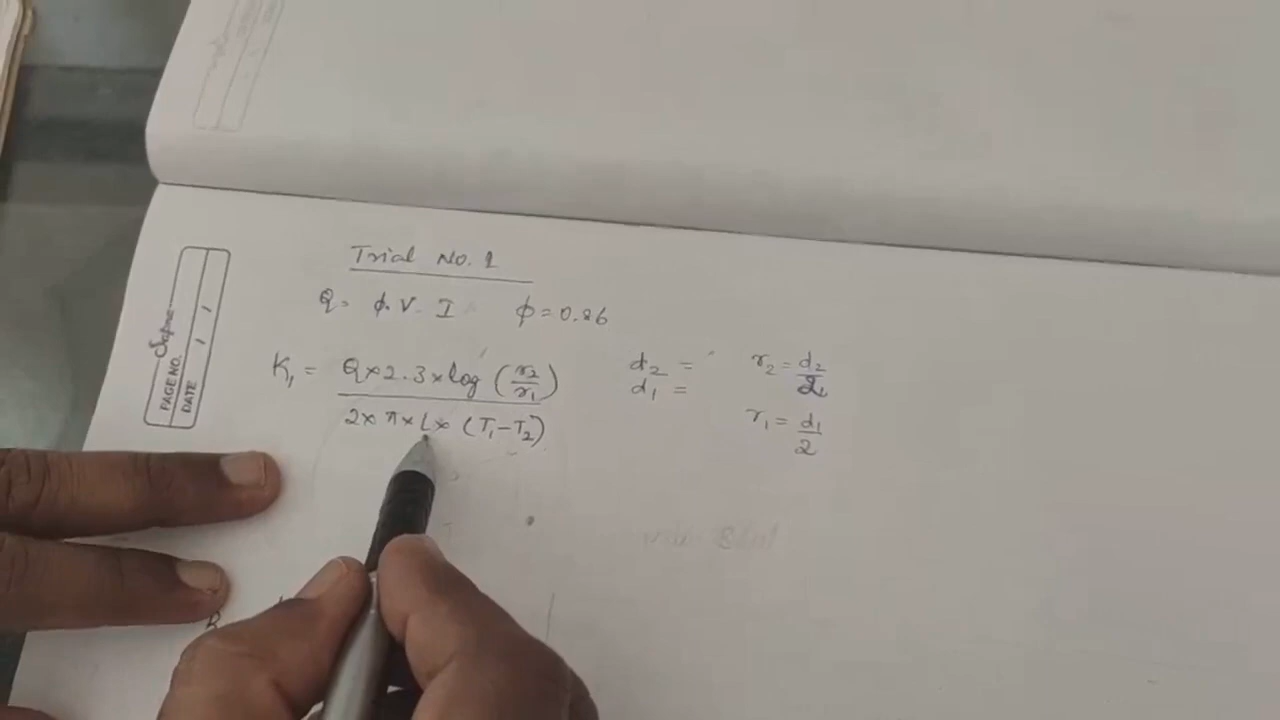 Trial No. 1
Q = φ. V. I φ = 0.86
K1 = Q×2.3×log (r2/r1) / 2×π×L×(T1-T2)
d2 = r2 = d2/2
d1 = r1 = d1/2
Sapna
PAGE NO.
DATE / /